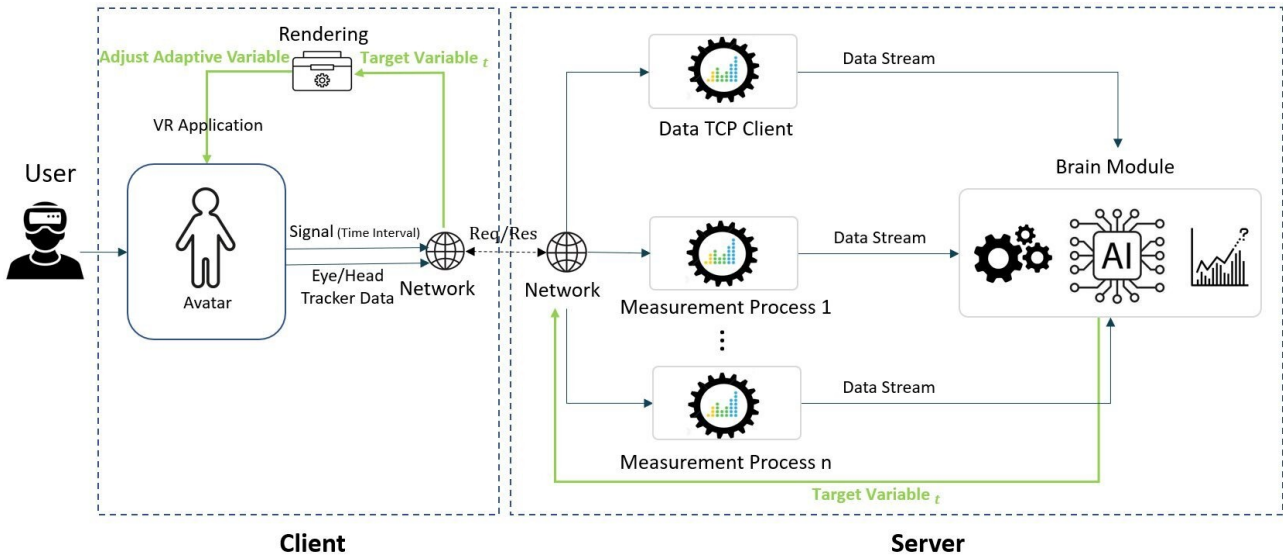 Rendering
Adjust Adaptive Variable
Target Variable t
VR Application
User
Avatar
Signal (Time Interval)
Eye/Head
Tracker Data
Network
Req/Res
Network
Data TCP Client
Data Stream
Measurement Process 1
Data Stream
Measurement Process n
Data Stream
Brain Module
AI
?
Target Variable t
Client
Server